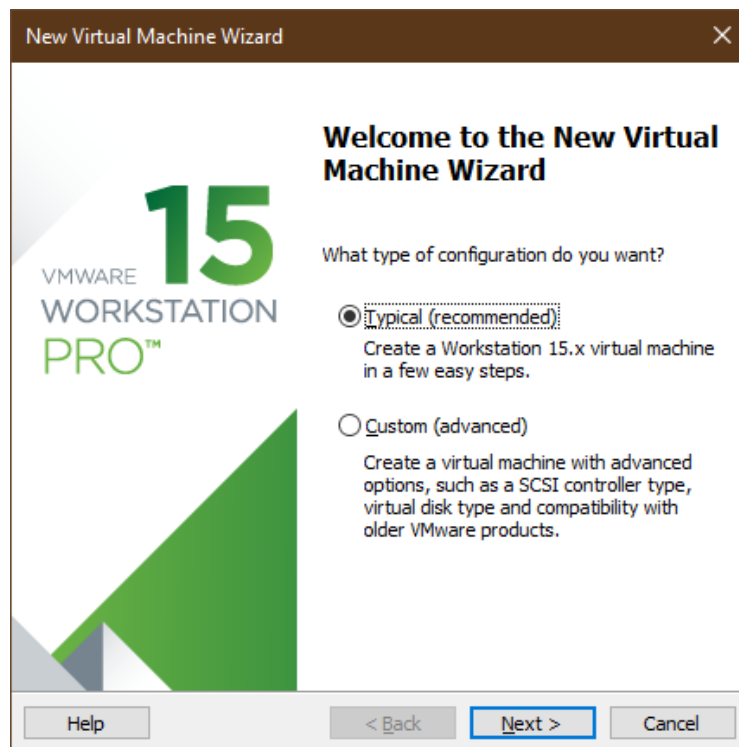 New Virtual Machine Wizard
15
VMWARE
WORKSTATION
PRO™
Welcome to the New Virtual
Machine Wizard
What type of configuration do you want?
Typical (recommended)
Create a Workstation 15.x virtual machine
in a few easy steps.
Custom (advanced)
Create a virtual machine with advanced
options, such as a SCSI controller type,
virtual disk type and compatibility with
older VMware products.
Help
< Back
Next >
Cancel